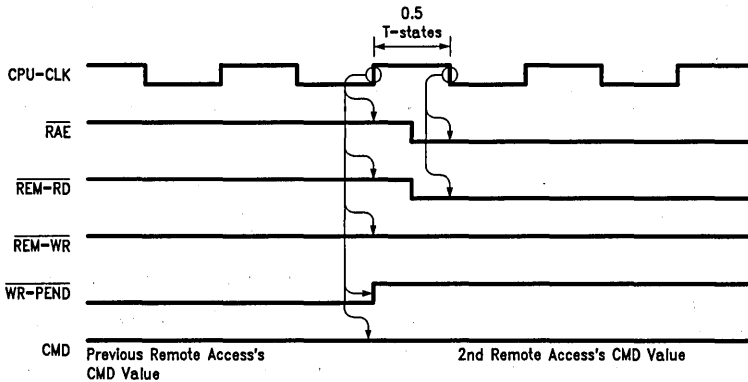 0.5
T-states
CPU-CLK
RAE
REM-RD
REM-WR
WR-PEND
CMD
Previous Remote Access's
CMD Value
2nd Remote Access's CMD Value